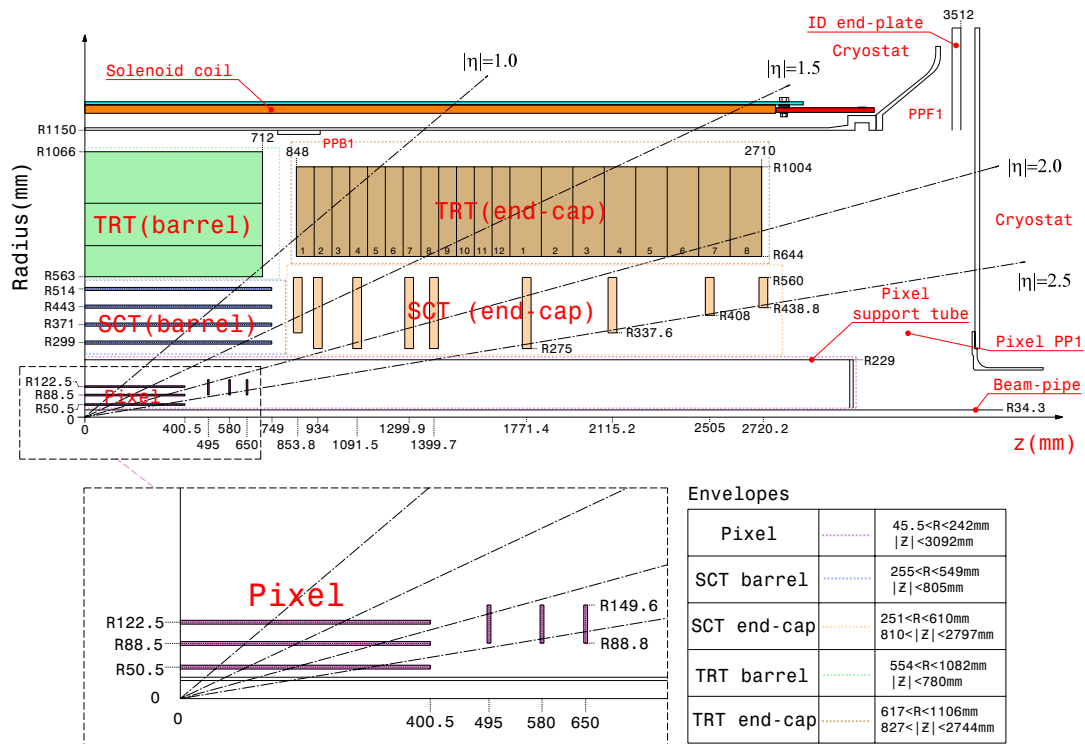 3512
ID end-plate
Cryostat
|η|=1.0
|η|=1.5
Solenoid coil
PPF1
R1150
712
PPB1
848
2710
R1066
R1004
|η|=2.0
Radius(mm)
TRT(barrel)
TRT(end-cap)
Cryostat
1 2 3 4 5 6 7 8 9 10 11 12 1 2 3 4 5 6 7 8
R644
R563
R560
|η|=2.5
R514
R443
R438.8
R408
SCT(barrel)
SCT (end-cap)
Pixel
support tube
R371
R337.6
R299
R275
Pixel PP1
R229
R122.5
R88.5
Pixel
R50.5
Beam-pipe
R34.3
0
0
400.5
580
749
934
1299.9
1771.4
2115.2
2505
2720.2
495
650
853.8
1091.5
1399.7
z(mm)
Envelopes
Pixel
45.5<R<242mm
|Z|<3092mm
SCT barrel
255<R<549mm
|Z|<805mm
SCT end-cap
251<R<610mm
810<|Z|<2797mm
TRT barrel
554<R<1082mm
|Z|<780mm
TRT end-cap
617<R<1106mm
827<|Z|<2744mm
Pixel
R149.6
R122.5
R88.5
R88.8
R50.5
0
0
400.5
495
580
650